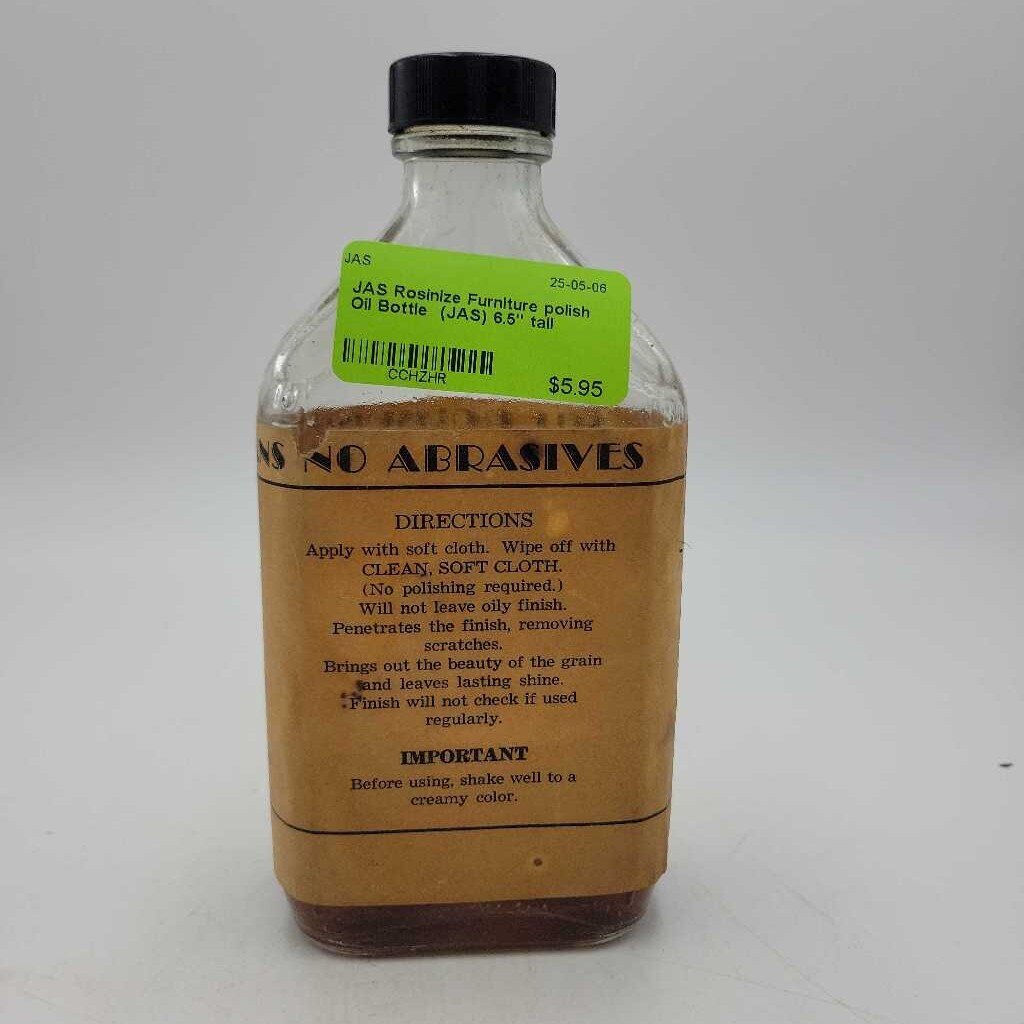 JAS
25-05-06
JAS Rosinize Furniture polish
Oil Bottle (JAS) 6.5" tall
CCHZHR
$5.95
NS NO ABRASIVES
DIRECTIONS
Apply with soft cloth. Wipe off with
CLEAN, SOFT CLOTH.
(No polishing required.)
Will not leave oily finish.
Penetrates the finish, removing
scratches.
Brings out the beauty of the grain
and leaves lasting shine.
Finish will not check if used
regularly.
IMPORTANT
Before using, shake well to a
creamy color.